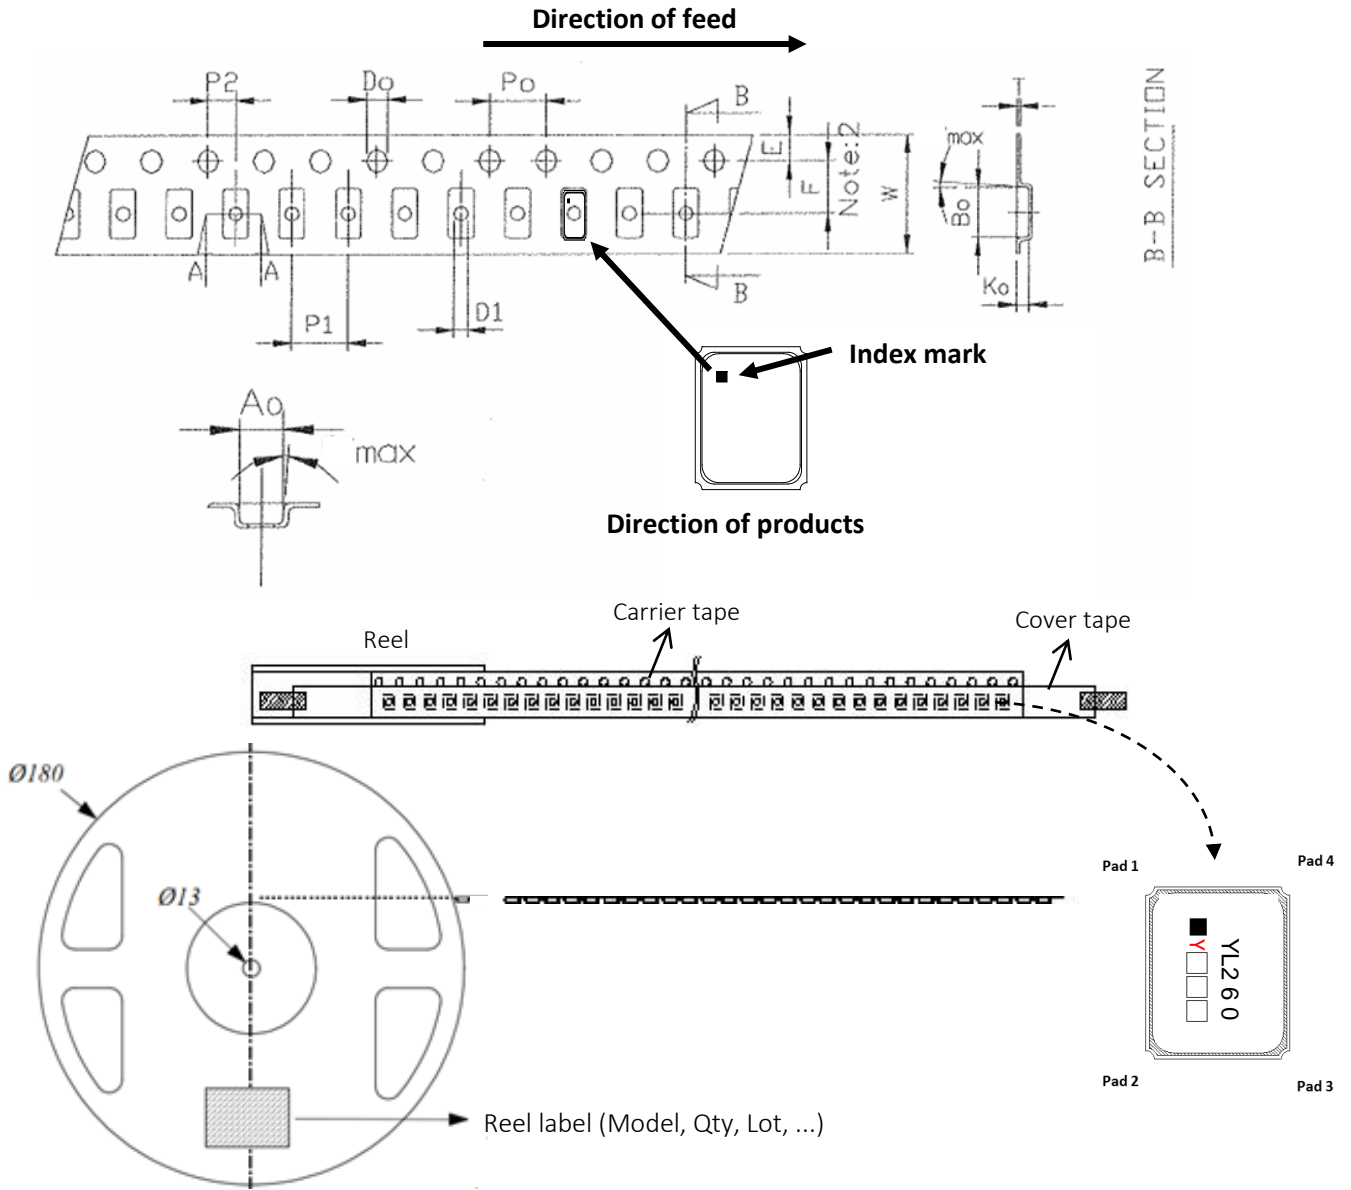 Direction of feed
P2
Do
Po
B
E
F
Note:2
W
T
max
Bo
Ko
B-B SECTION
A
A
P1
D1
B
Index mark
Ao
max
Direction of products
Carrier tape
Cover tape
Reel
Ø180
Ø13
Pad 1
Pad 4
YL260
Y
Pad 2
Pad 3
Reel label (Model, Qty, Lot, ...)